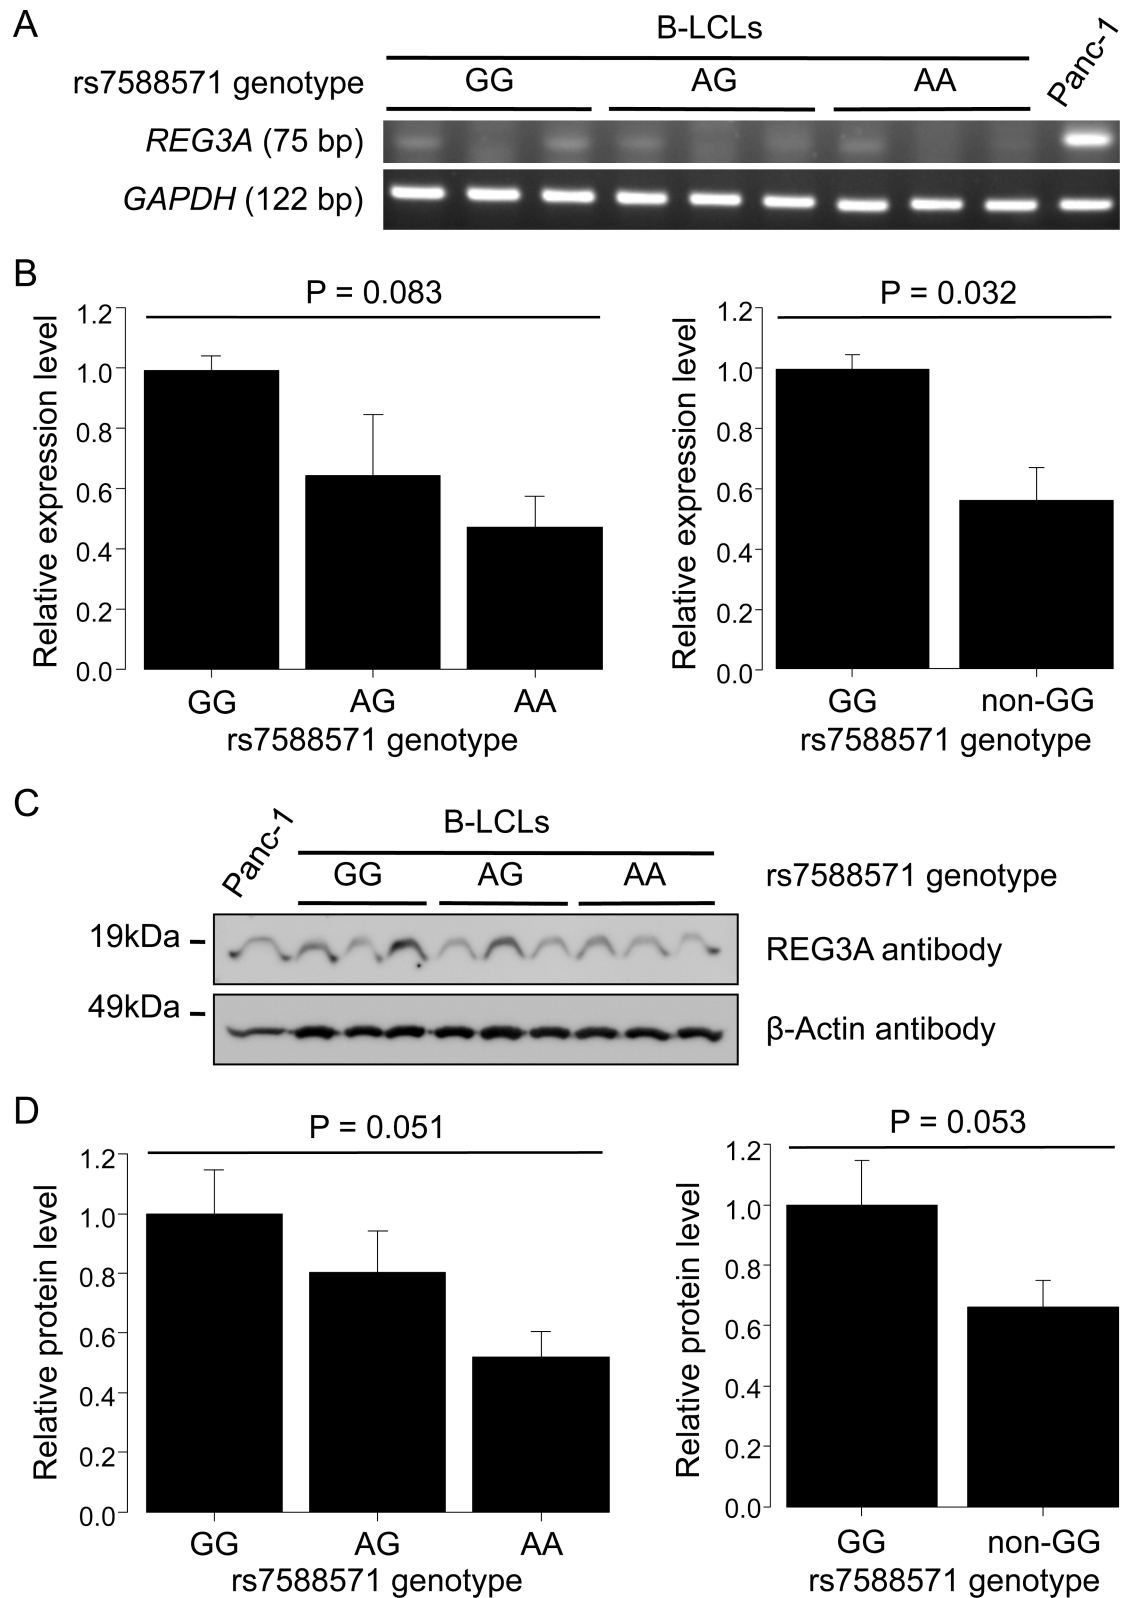 A
B-LCLs
Panc-1
rs7588571 genotype
GG AG AA
REG3A (75 bp)
GAPDH (122 bp)
B
P = 0.083
Relative expression level
1.2
1.0
0.8
0.6
0.4
0.2
0.0
GG AG AA
rs7588571 genotype
P = 0.032
Relative expression level
1.2
1.0
0.8
0.6
0.4
0.2
0.0
GG non-GG
rs7588571 genotype
C
Panc-1
B-LCLs
GG AG AA
rs7588571 genotype
19kDa
REG3A antibody
49kDa
β-Actin antibody
D
P = 0.051
Relative protein level
1.2
1.0
0.8
0.6
0.4
0.2
0.0
GG AG AA
rs7588571 genotype
P = 0.053
Relative protein level
1.2
1.0
0.8
0.6
0.4
0.2
0.0
GG non-GG
rs7588571 genotype